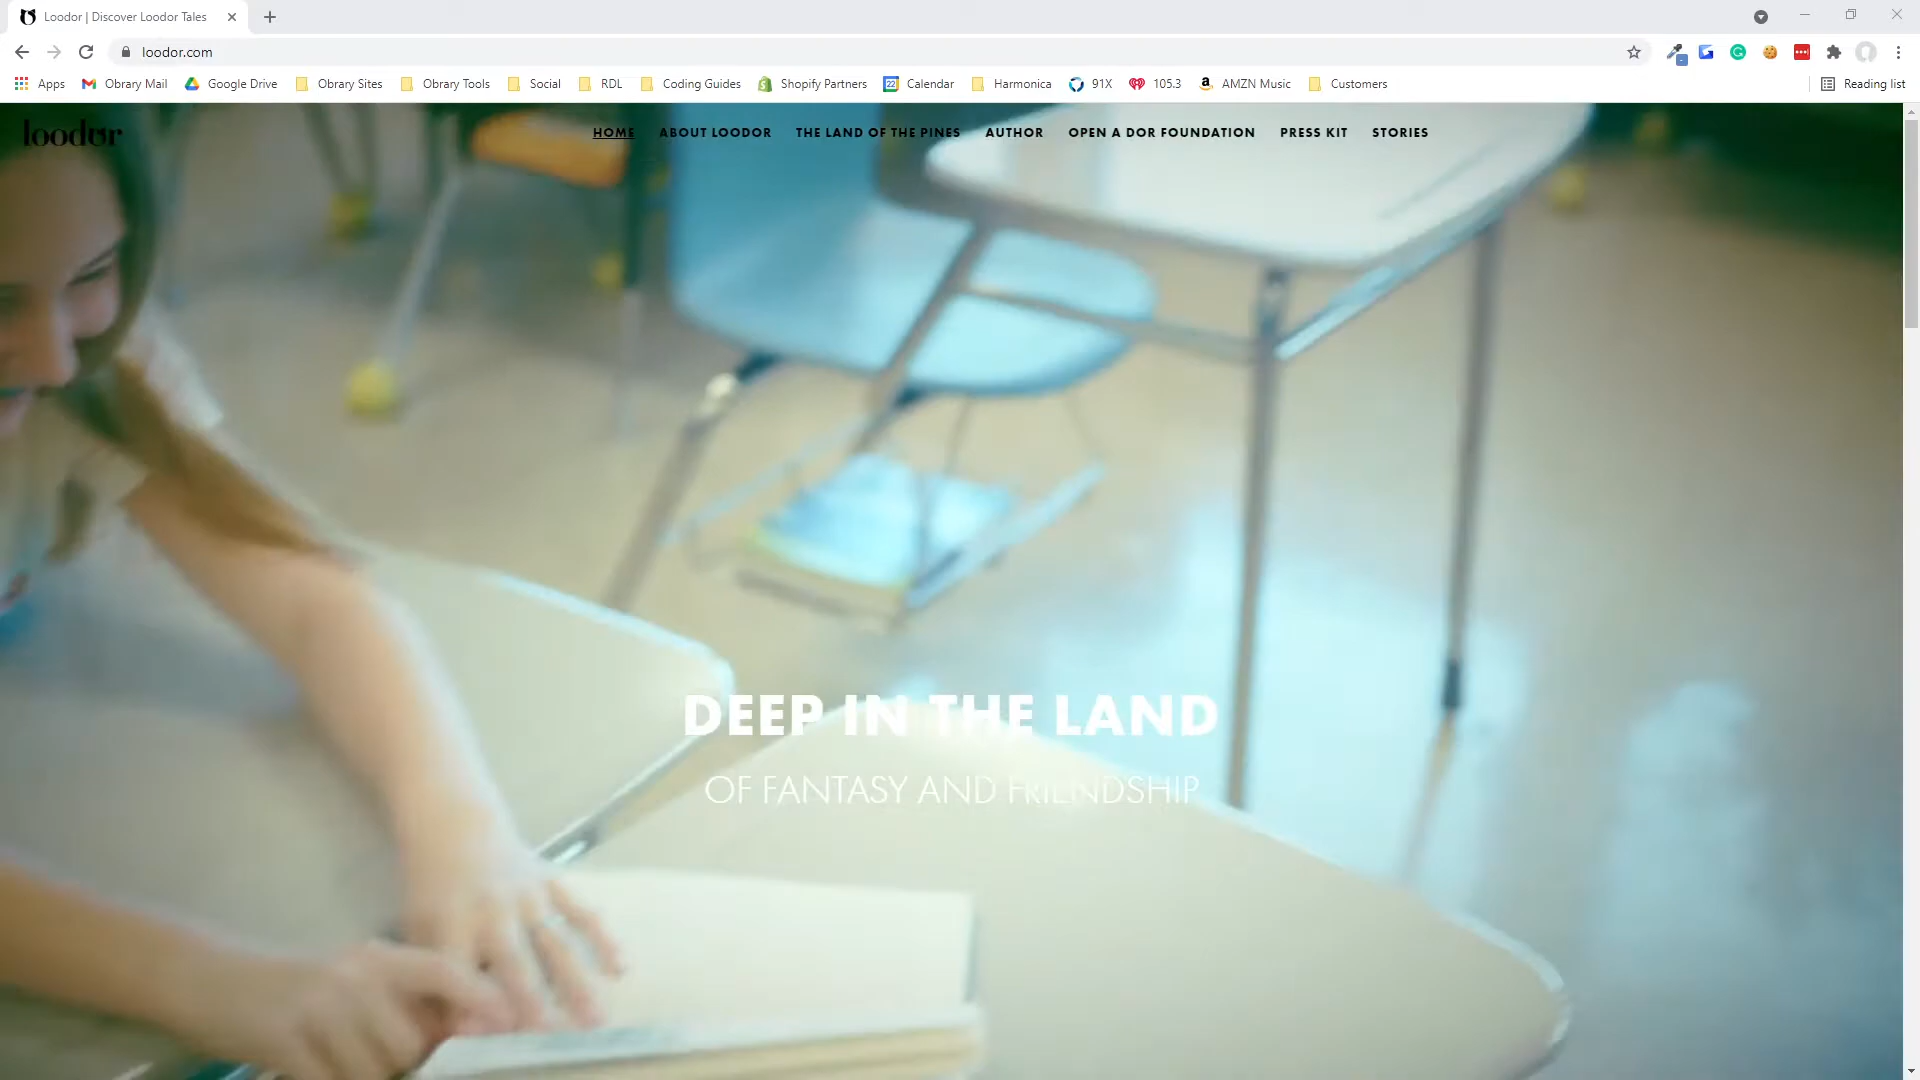 Loodor | Discover Loodor Tales
loodor.com
Apps Obrary Mail Google Drive Obrary Sites Obrary Tools Social RDL Coding Guides Shopify Partners 22 Calendar Harmonica 91X 105.3 AMZN Music Customers Reading list
loodor HOME ABOUT LOODOR THE LAND OF THE PINES AUTHOR OPEN A DOR FOUNDATION PRESS KIT STORIES
DEEP IN THE LAND
OF FANTASY AND FRIENDSHIP